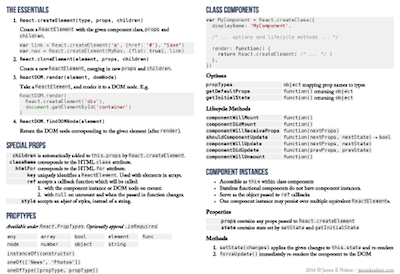 THE ESSENTIALS
1. React.createElement(type, props, children)
Create a ReactElement with the given component class, props and
children.
var link = React.createElement('a', {href: '#'}, "Save")
var nav = React.createElement(MyNav, {flat: true}, link)
2. React.cloneElement(element, props, children)
Create a new ReactElement, merging in new props and children.
3. ReactDOM.render(element, domNode)
Take a ReactElement, and render it to a DOM node. E.g.
ReactDOM.render(
React.createElement('div'),
document.getElementById('container')
)
4. ReactDOM.findDOMNode(element)
Return the DOM node corresponding to the given element (after render).
SPECIAL PROPS
children is automatically added to this.props by React.createElement.
className corresponds to the HTML class attribute.
htmlFor corresponds to the HTML for attribute.
key uniquely identifies a ReactElement. Used with elements in arrays.
ref accepts a callback function which will be called:
1. with the component instance or DOM node on mount.
2. with null on unmount and when the passed in function changes.
style accepts an object of styles, instead of a string.
PROPTYPES
Available under React.PropTypes. Optionally append .isRequired.
any array bool element func
node number object string
instanceOf(constructor)
oneOf(['News', 'Photos'])
oneOfType([propType, propType])
CLASS COMPONENTS
var MyComponent = React.createClass({
displayName: 'MyComponent',
/* ... options and lifecycle methods ... */
render: function() {
return React.createElement( /* ... */ )
},
})
Options
propTypes object mapping prop names to types
getDefaultProps function() returning object
getInitialState function() returning object
Lifecycle Methods
componentWillMount function()
componentDidMount function()
componentWillReceiveProps function(nextProps)
shouldComponentUpdate function(nextProps, nextState) → bool
componentWillUpdate function(nextProps, nextState)
componentDidUpdate function(prevProps, prevState)
componentWillUnmount function()
COMPONENT INSTANCES
• Accessible as this within class components
• Stateless functional components do not have component instances.
• Serve as the object passed to ref callbacks
• One component instance may persist over multiple equivalent ReactElements.
Properties
props contains any props passed to React.createElement
state contains state set by setState and getInitialState
Methods
1. setState(changes) applies the given changes to this.state and re-renders
2. forceUpdate() immediately re-renders the component to the DOM
2016 © James K Nelson - jamesknelson.com